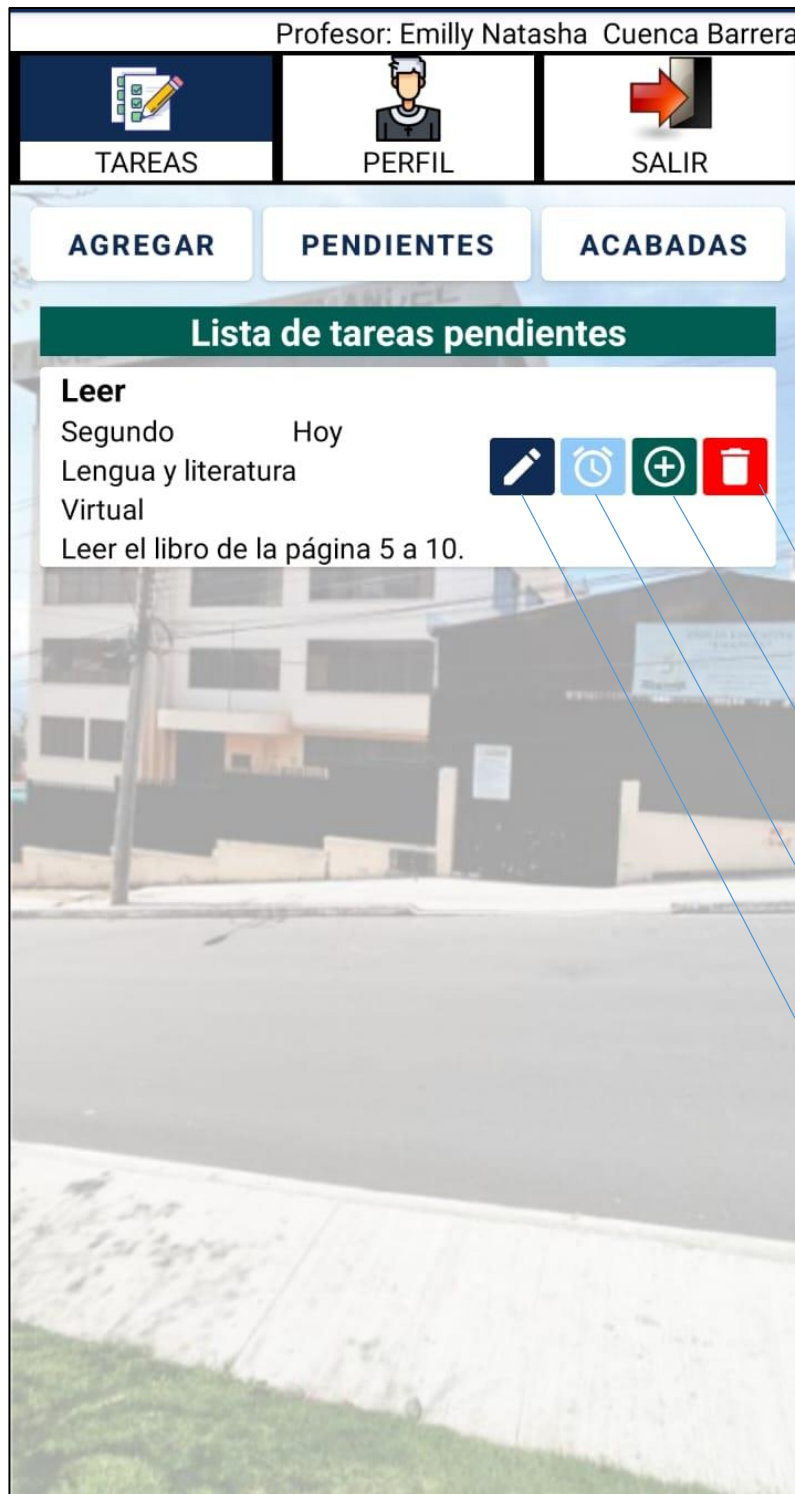 Profesor: Emilly Natasha Cuenca Barrera
TAREAS PERFIL SALIR
AGREGAR PENDIENTES ACABADAS
Lista de tareas pendientes
Leer
Segundo Hoy
Lengua y literatura
Virtual
Leer el libro de la página 5 a 10.